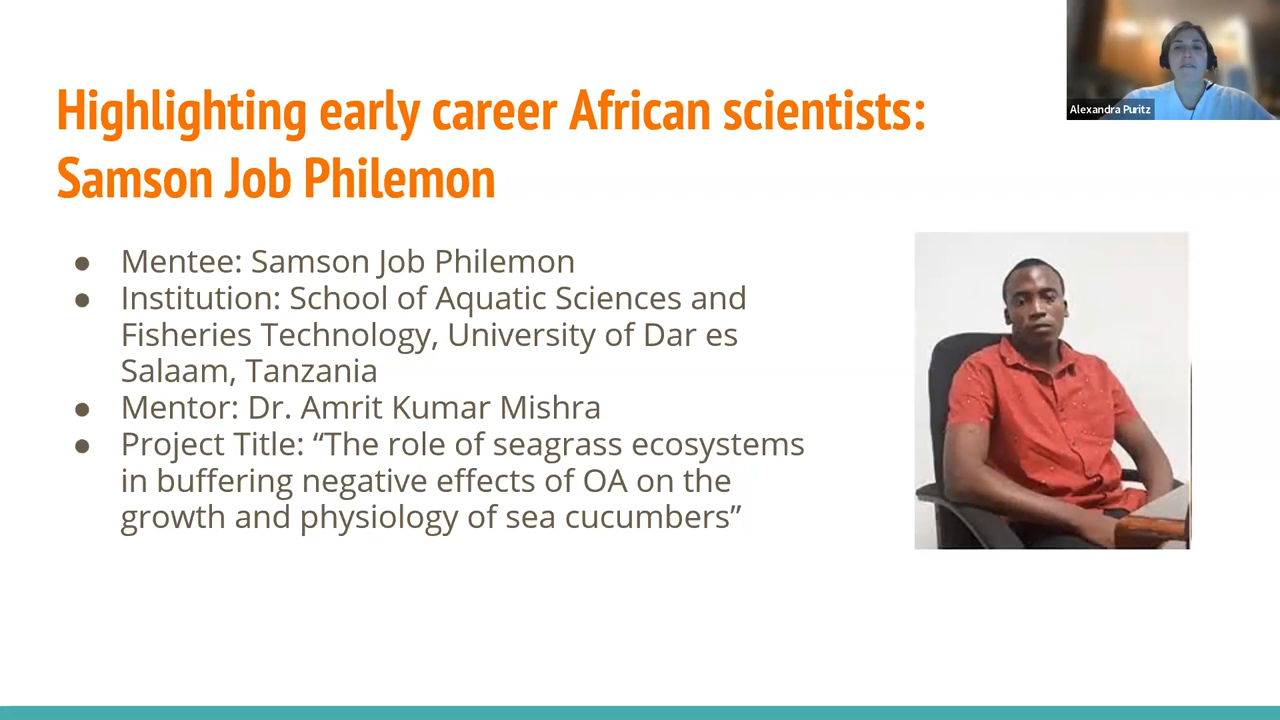 Alexandra Puritz
Highlighting early career African scientists:
Samson Job Philemon
● Mentee: Samson Job Philemon
● Institution: School of Aquatic Sciences and
Fisheries Technology, University of Dar es
Salaam, Tanzania
● Mentor: Dr. Amrit Kumar Mishra
● Project Title: “The role of seagrass ecosystems
in buffering negative effects of OA on the
growth and physiology of sea cucumbers”